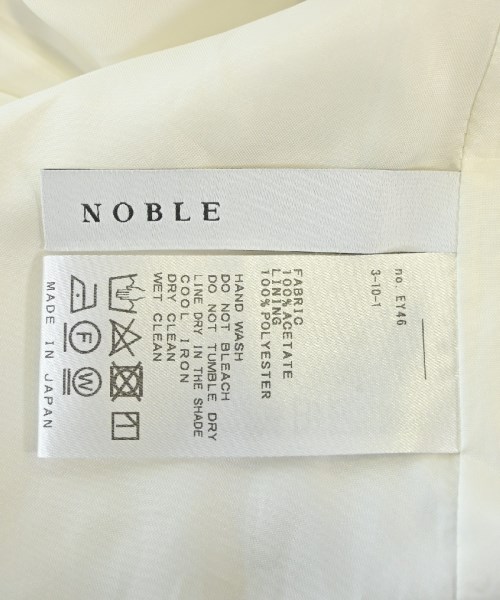 NOBLE
no. EY46
3-10-1
FABRIC
100%ACETATE
LINING
100%POLYESTER
HAND WASH
DO NOT BLEACH
DO NOT TUMBLE DRY
LINE DRY IN THE SHADE
COOL IRON
DRY CLEAN
WET CLEAN
F W
MADE IN JAPAN